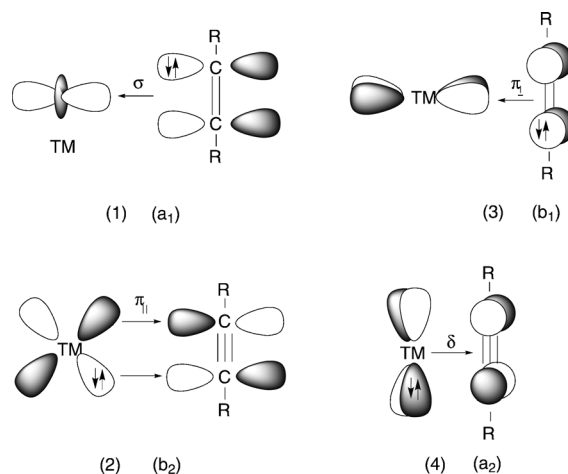 R
C
σ
TM
C
R
(1) (a₁)
TM
π⊥
R
(3) (b₁)
R
π||
C
TM
C
R
(2) (b₂)
R
TM
δ
R
(4) (a₂)